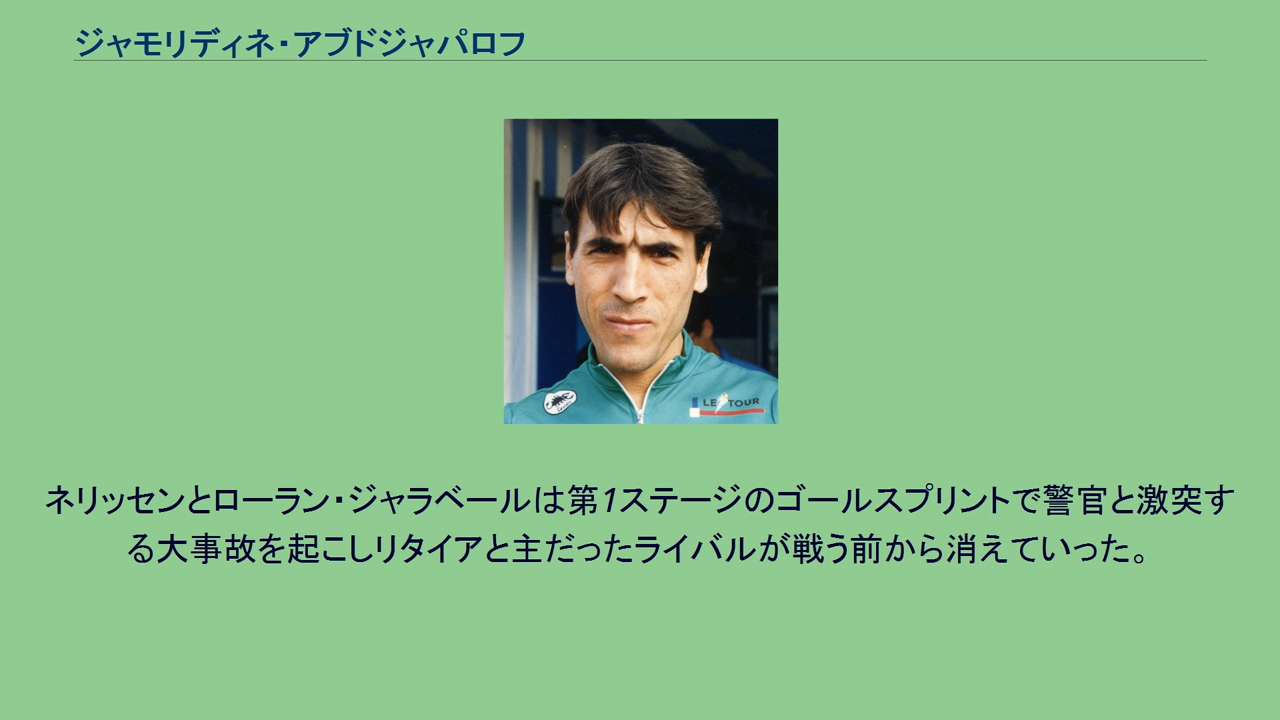 ジャモリディネ・アブドジャパロフ
LE TOUR
ネリッセンとローラン・ジャラベールは第1ステージのゴールスプリントで警官と激突す
る大事故を起こしリタイアと主だったライバルが戦う前から消えていった。